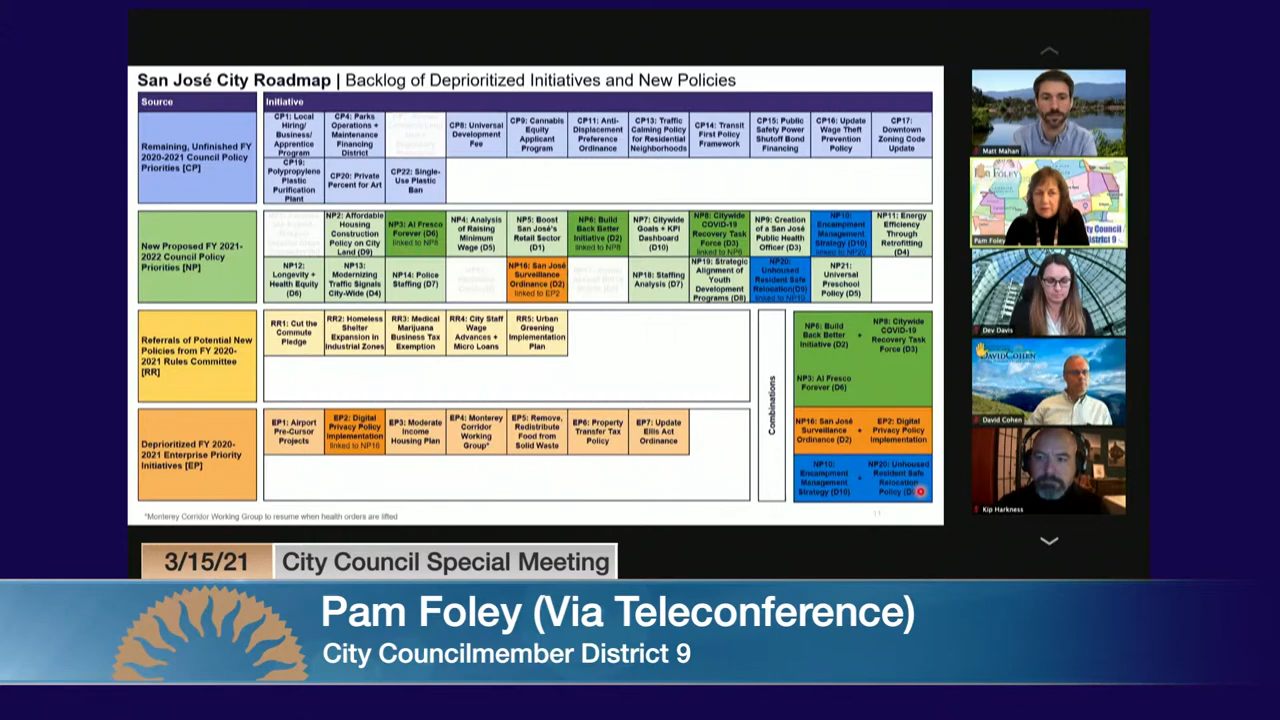 San José City Roadmap | Backlog of Deprioritized Initiatives and New Policies
Source
Initiative
Remaining, Unfinished FY
2020-2021 Council Policy
Priorities [CP]
CP1: Local
Hiring/
Business/
Apprentice
Program
CP4: Parks
Operations +
Maintenance
Financing
District
CP8: Universal
Development
Fee
CP9: Cannabis
Equity
Applicant
Program
CP11: Anti-
Displacement
Preference
Ordinance
CP13: Traffic
Calming Policy
for Residential
Neighborhoods
CP14: Transit
First Policy
Framework
CP15: Public
Safety Power
Shutoff Bond
Financing
CP16: Update
Wage Theft
Prevention
Policy
CP17:
Downtown
Zoning Code
Update
CP19:
Polypropylene
Plastic
Purification
Plant
CP20: Private
Percent for Art
CP22: Single-
Use Plastic
Ban
New Proposed FY 2021-
2022 Council Policy
Priorities [NP]
NP2: Affordable
Housing
Construction
Policy on City
Land (D9)
NP3: Al Fresco
Forever (D6)
linked to NP8
NP4: Analysis
of Raising
Minimum
Wage (D5)
NP5: Boost
San José's
Retail Sector
(D1)
NP6: Build
Back Better
Initiative (D2)
linked to NP8
NP7: Citywide
Goals + KPI
Dashboard
(D10)
NP8: Citywide
COVID-19
Recovery Task
Force (D3)
linked to NP6
NP9: Creation
of a San José
Public Health
Officer (D3)
NP10:
Encampment
Management
Strategy (D10)
linked to NP20
NP11: Energy
Efficiency
Through
Retrofitting
(D4)
NP12:
Longevity +
Health Equity
(D6)
NP13:
Modernizing
Traffic Signals
City-Wide (D4)
NP14: Police
Staffing (D7)
NP16: San José
Surveillance
Ordinance (D2)
linked to EP2
NP18: Staffing
Analysis (D7)
NP19: Strategic
Alignment of
Youth
Development
Programs (D8)
NP20:
Unhoused
Resident Safe
Relocation(D5)
linked to NP10
NP21:
Universal
Preschool
Policy (D5)
Referrals of Potential New
Policies from FY 2020-
2021 Rules Committee
[RR]
RR1: Cut the
Commute
Pledge
RR2: Homeless
Shelter
Expansion in
Industrial Zones
RR3: Medical
Marijuana
Business Tax
Exemption
RR4: City Staff
Wage
Advances +
Micro Loans
RR5: Urban
Greening
Implementation
Plan
Combinations
NP6: Build
Back Better
Initiative (D2)
+
NP8: Citywide
COVID-19
Recovery Task
Force (D3)
NP3: Al Fresco
Forever (D6)
NP16: San José
Surveillance
Ordinance (D2)
+
EP2: Digital
Privacy Policy
Implementation
NP10:
Encampment
Management
Strategy (D10)
+
NP20: Unhoused
Resident Safe
Relocation
Policy
Deprioritized FY 2020-
2021 Enterprise Priority
Initiatives [EP]
EP1: Airport
Pre-Cursor
Projects
EP2: Digital
Privacy Policy
Implementation
linked to NP16
EP3: Moderate
Income
Housing Plan
EP4: Monterey
Corridor
Working
Group*
EP5: Remove,
Redistribute
Food from
Solid Waste
EP6: Property
Transfer Tax
Policy
EP7: Update
Ellis Act
Ordinance
*Monterey Corridor Working Group to resume when health orders are lifted
11
Matt Mahan
Pam Foley
Dev Davis
DAVID COHEN
David Cohen
Kip Harkness
3/15/21
City Council Special Meeting
Pam Foley (Via Teleconference)
City Councilmember District 9